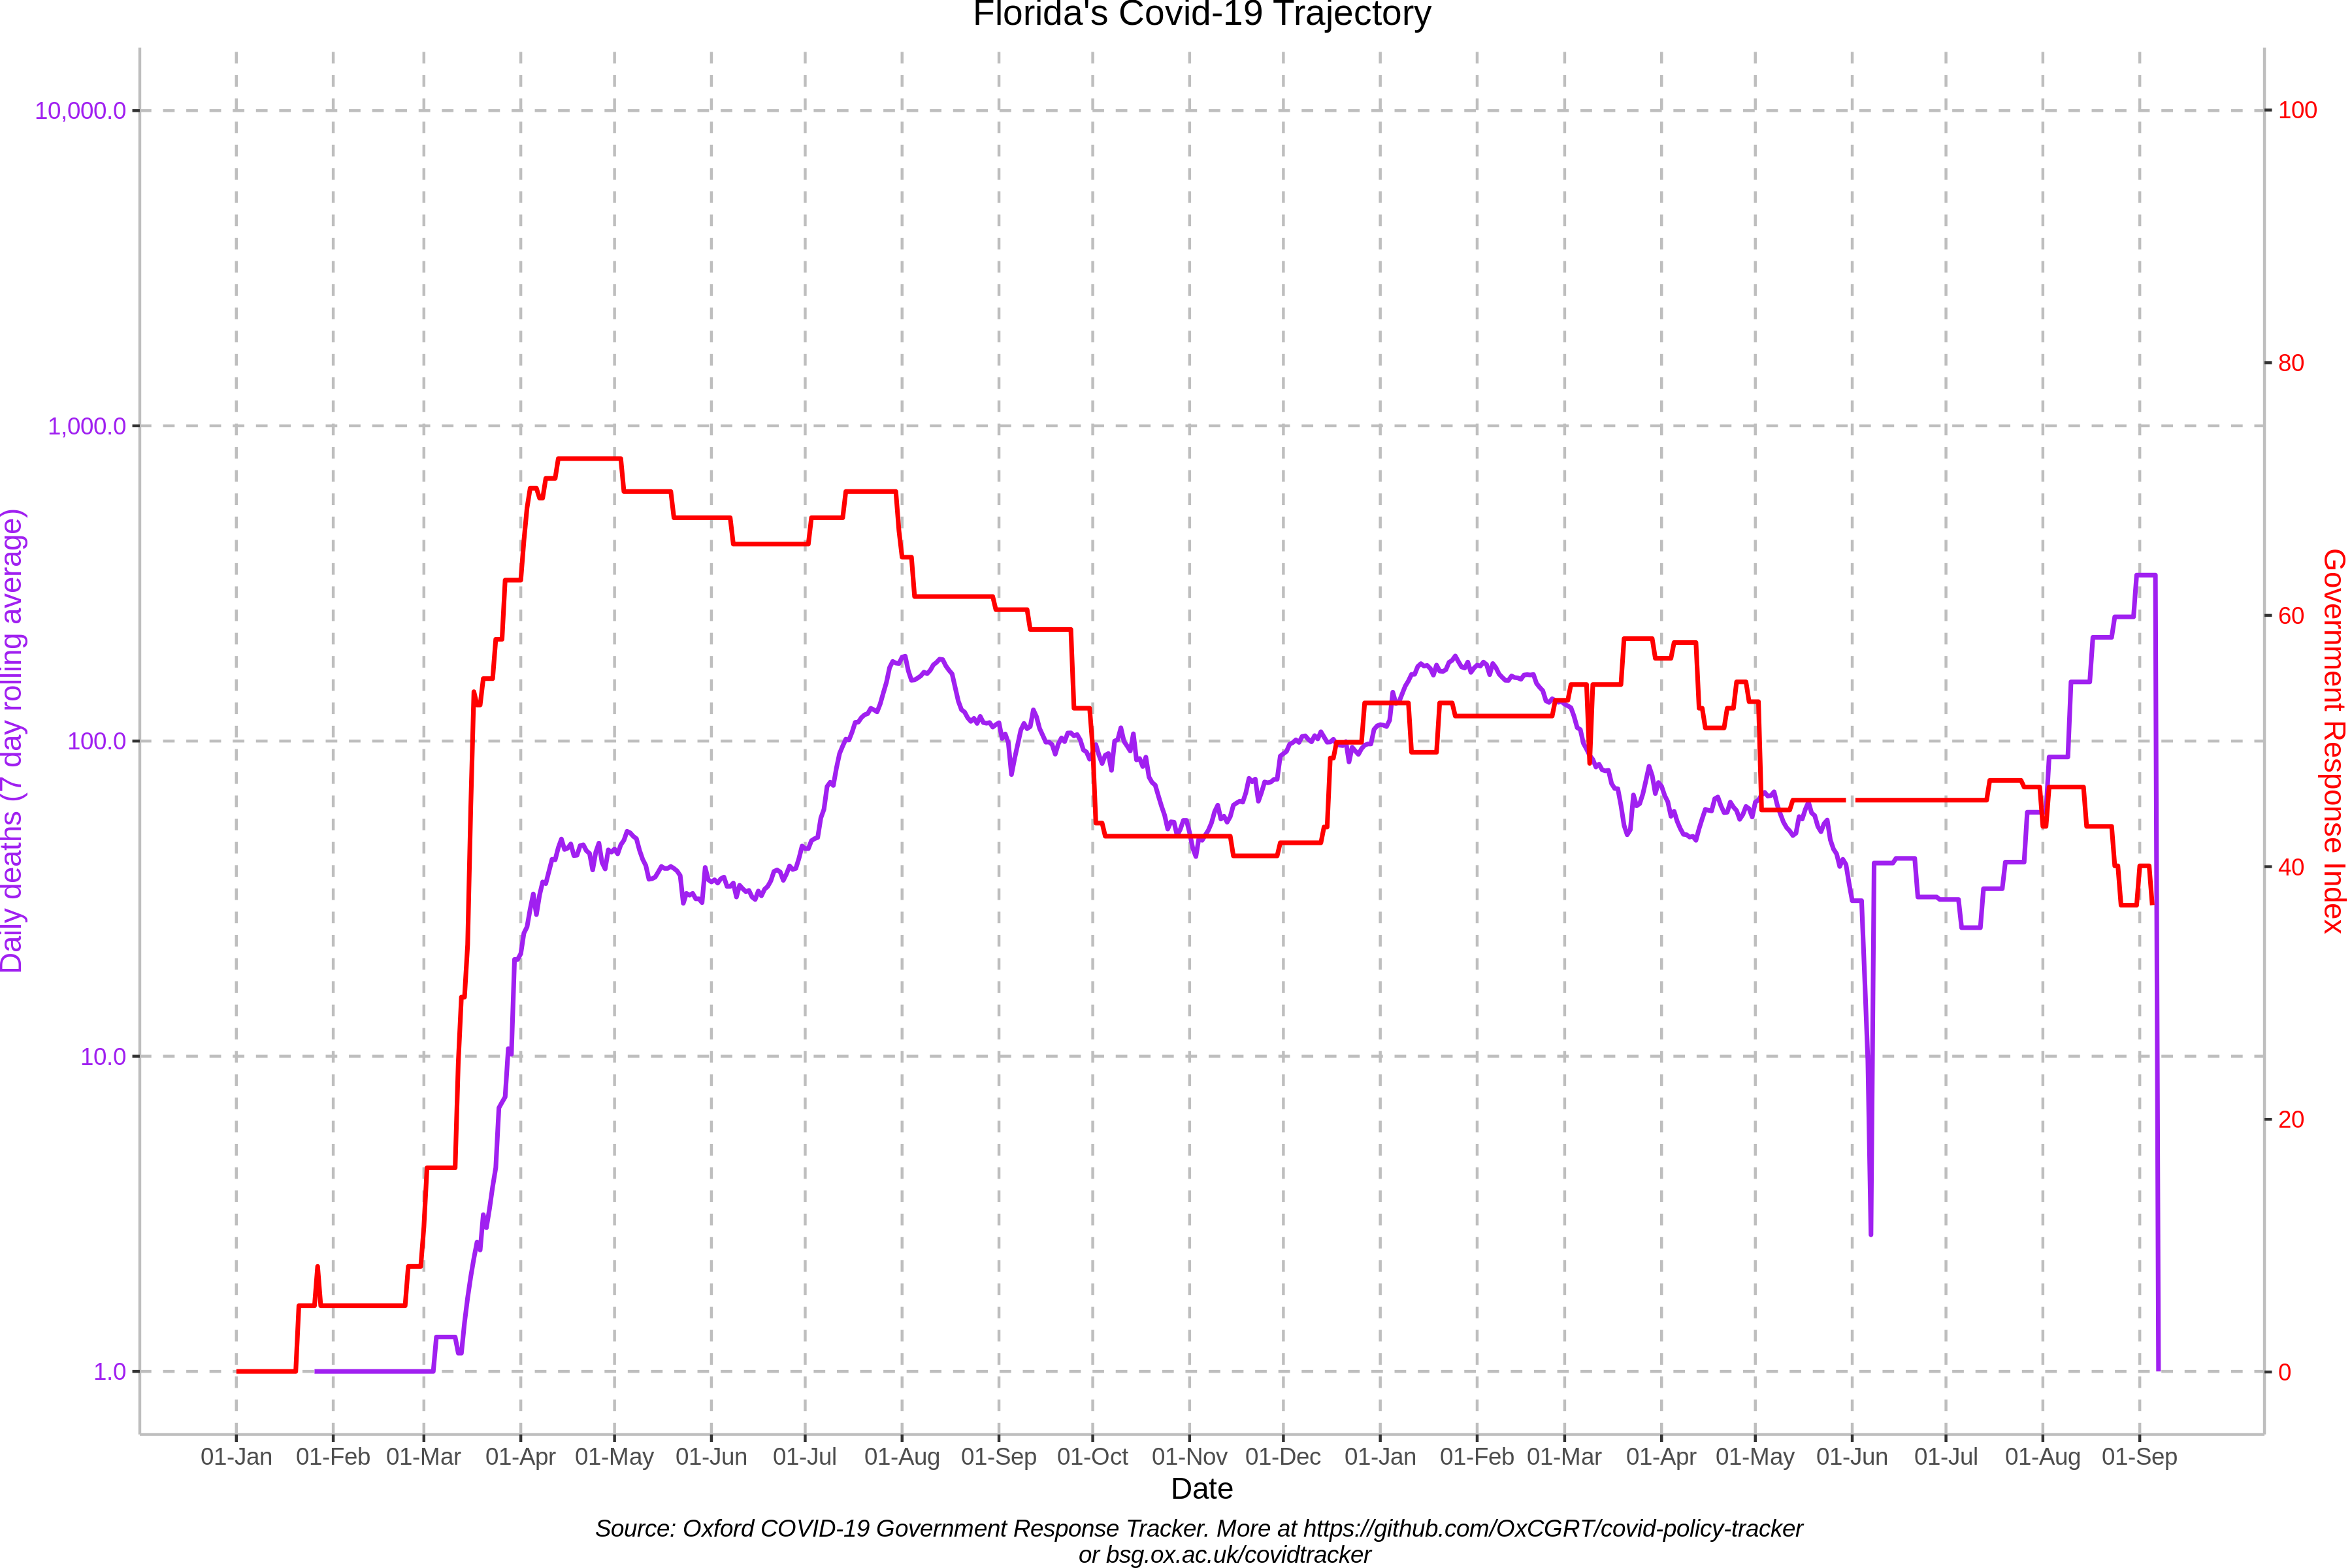 Florida's Covid-19 Trajectory
10,000.0
1,000.0
100.0
10.0
1.0
Daily deaths (7 day rolling average)
100
80
60
40
20
0
Government Response Index
01-Jan 01-Feb 01-Mar 01-Apr 01-May 01-Jun 01-Jul 01-Aug 01-Sep 01-Oct 01-Nov 01-Dec 01-Jan 01-Feb 01-Mar 01-Apr 01-May 01-Jun 01-Jul 01-Aug 01-Sep
Date
Source: Oxford COVID-19 Government Response Tracker. More at https://github.com/OxCGRT/covid-policy-tracker
or bsg.ox.ac.uk/covidtracker